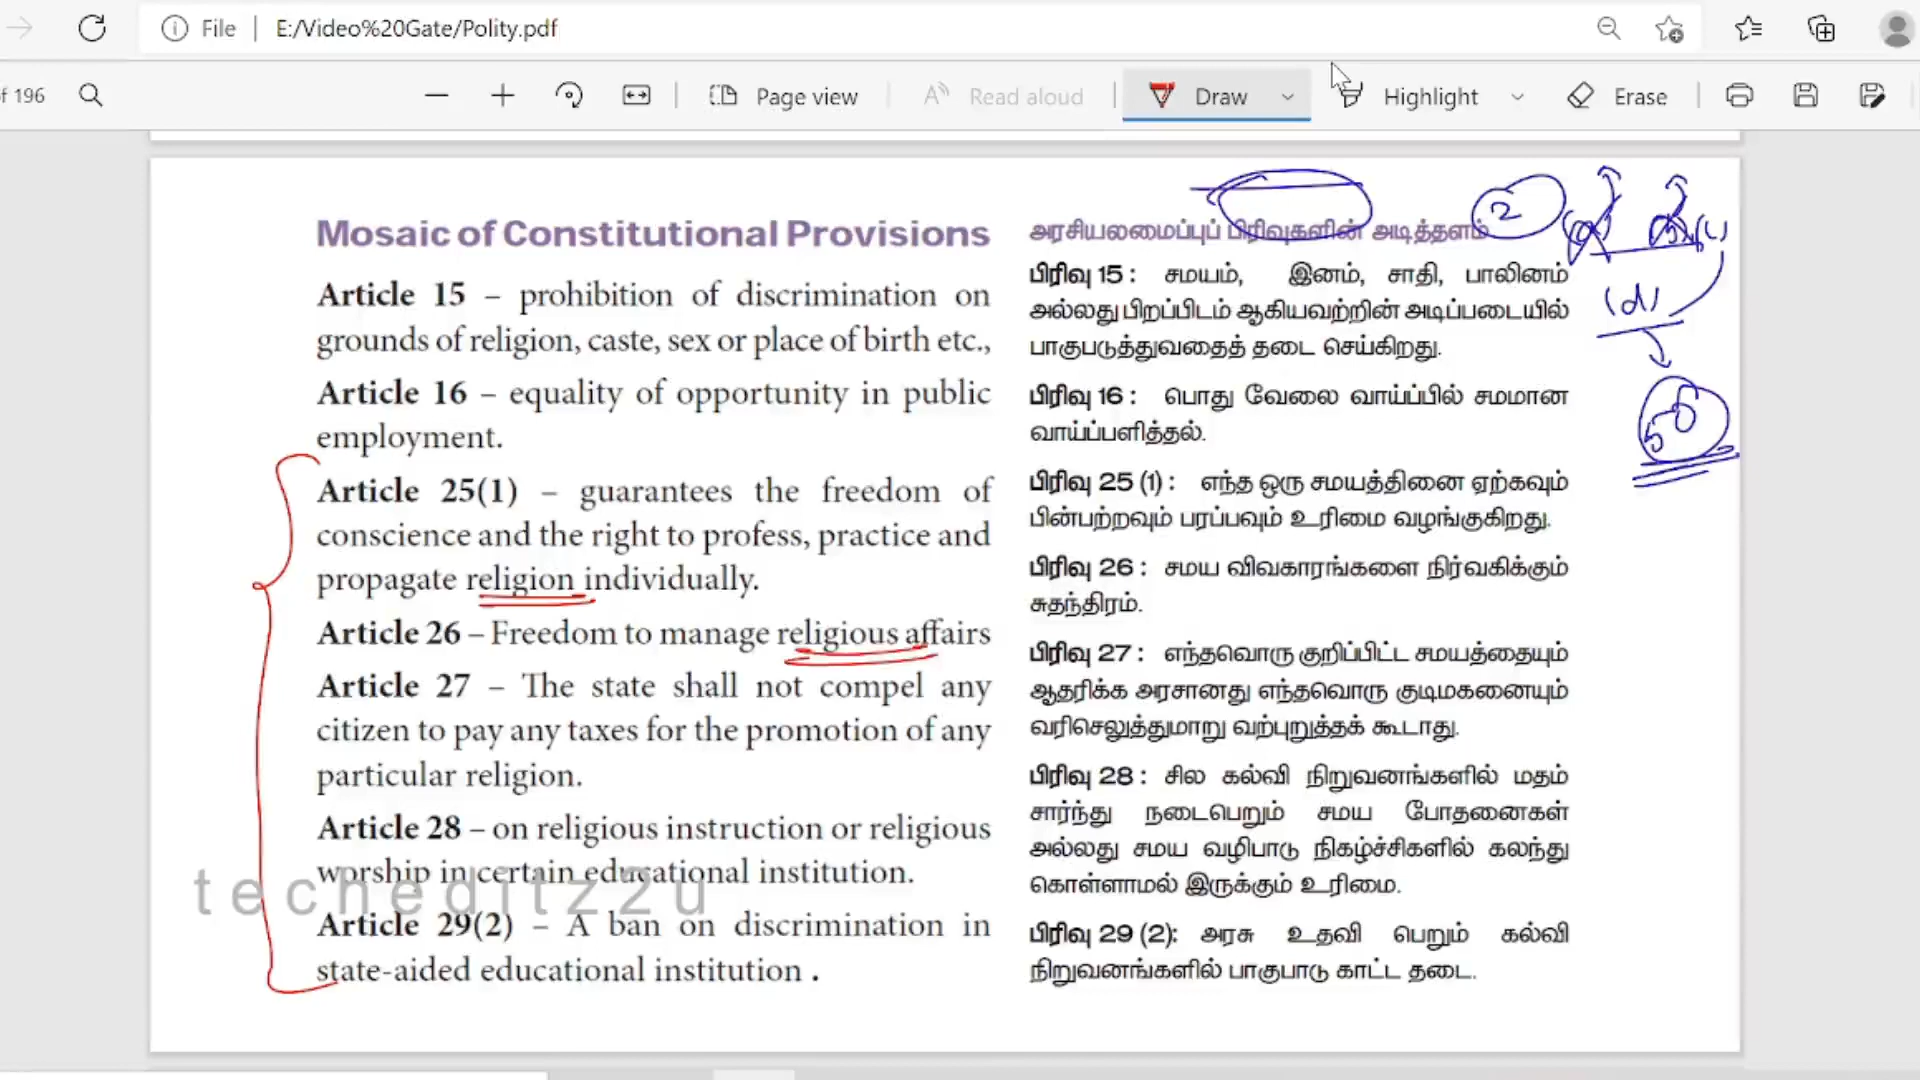 File
E:/Video%20Gate/Polity.pdf
of 196
Page view
Read aloud
Draw
Highlight
Erase
Mosaic of Constitutional Provisions
Article 15 – prohibition of discrimination on
grounds of religion, caste, sex or place of birth etc.,
Article 16 – equality of opportunity in public
employment.
Article 25(1) – guarantees the freedom of
conscience and the right to profess, practice and
propagate religion individually.
Article 26 – Freedom to manage religious affairs
Article 27 – The state shall not compel any
citizen to pay any taxes for the promotion of any
particular religion.
Article 28 – on religious instruction or religious
worship in certain educational institution.
Article 29(2) – A ban on discrimination in
state-aided educational institution .
techeditz2u
அரசியலமைப்புப் பிரிவுகளின் அடித்தளம்
பிரிவு 15 : சமயம், இனம், சாதி, பாலினம்
அல்லது பிறப்பிடம் ஆகியவற்றின் அடிப்படையில்
பாகுபடுத்துவதைத் தடை செய்கிறது.
பிரிவு 16 : பொது வேலை வாய்ப்பில் சமமான
வாய்ப்பளித்தல்.
பிரிவு 25 (1) : எந்த ஒரு சமயத்தினை ஏற்கவும்
பின்பற்றவும் பரப்பவும் உரிமை வழங்குகிறது.
பிரிவு 26 : சமய விவகாரங்களை நிர்வகிக்கும்
சுதந்திரம்.
பிரிவு 27 : எந்தவொரு குறிப்பிட்ட சமயத்தையும்
ஆதரிக்க அரசானது எந்தவொரு குடிமகனையும்
வரிசெலுத்துமாறு வற்புறுத்தக் கூடாது.
பிரிவு 28 : சில கல்வி நிறுவனங்களில் மதம்
சார்ந்து நடைபெறும் சமய போதனைகள்
அல்லது சமய வழிபாடு நிகழ்ச்சிகளில் கலந்து
கொள்ளாமல் இருக்கும் உரிமை.
பிரிவு 29 (2): அரசு உதவி பெறும் கல்வி
நிறுவனங்களில் பாகுபாடு காட்ட தடை.
2
(d)